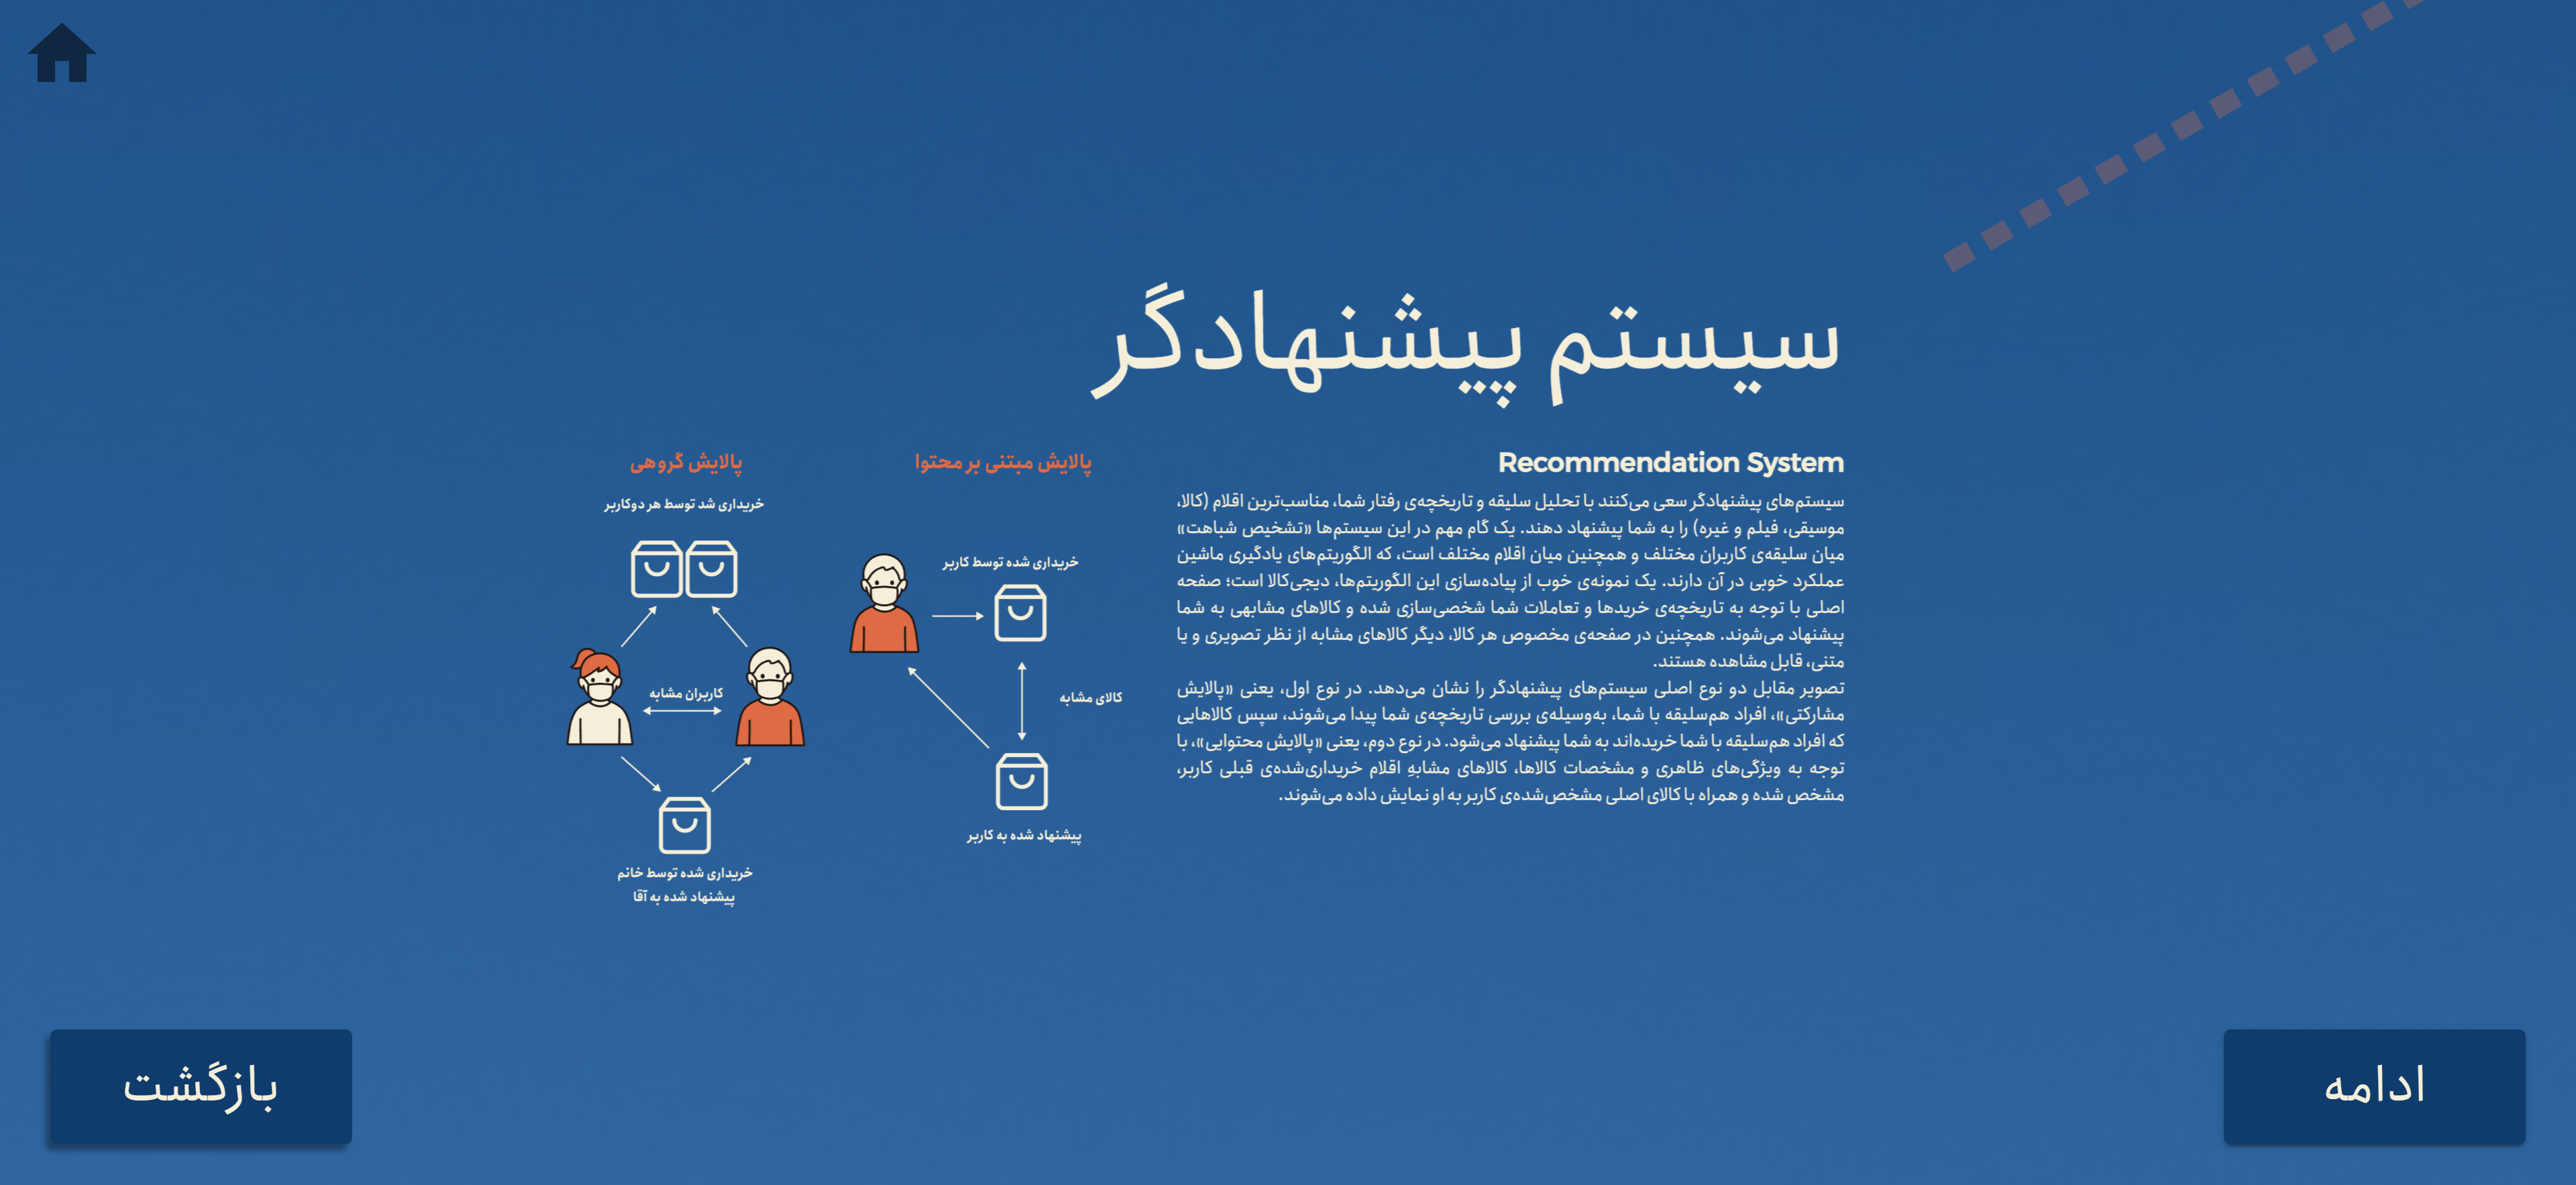 سیستم پیشنهادگر
Recommendation System
سیستم‌های پیشنهادگر سعی می‌کنند با تحلیل سلیقه و تاریخچه‌ی رفتار شما، مناسب‌ترین اقلام (کالا،
موسیقی، فیلم و غیره) را به شما پیشنهاد دهند. یک گام مهم در این سیستم‌ها «تشخیص شباهت»
میان سلیقه‌ی کاربران مختلف و همچنین میان اقلام مختلف است، که الگوریتم‌های یادگیری ماشین
عملکرد خوبی در آن دارند. یک نمونه‌ی خوب از پیاده‌سازی این الگوریتم‌ها، دیجی‌کالا است؛ صفحه
اصلی با توجه به تاریخچه‌ی خریدها و تعاملات شما شخصی‌سازی شده و کالاهای مشابهی به شما
پیشنهاد می‌شوند. همچنین در صفحه‌ی مخصوص هر کالا، دیگر کالاهای مشابه از نظر تصویری و یا
متنی، قابل مشاهده هستند.
تصویر مقابل دو نوع اصلی سیستم‌های پیشنهادگر را نشان می‌دهد. در نوع اول، یعنی «پالایش
مشارکتی»، افراد هم‌سلیقه با شما، به‌وسیله‌ی بررسی تاریخچه‌ی شما پیدا می‌شوند، سپس کالاهایی
که افراد هم‌سلیقه با شما خریده‌اند به شما پیشنهاد می‌شود. در نوع دوم، یعنی «پالایش محتوایی»، با
توجه به ویژگی‌های ظاهری و مشخصات کالاها، کالاهای مشابهِ اقلام خریداری‌شده‌ی قبلی کاربر،
مشخص شده و همراه با کالای اصلی مشخص‌شده‌ی کاربر به او نمایش داده می‌شوند.
پالایش مبتنی بر محتوا
خریداری شده توسط کاربر
کالای مشابه
پیشنهاد شده به کاربر
پالایش گروهی
خریداری شد توسط هر دوکاربر
کاربران مشابه
خریداری شده توسط خانم
پیشنهاد شده به آقا
ادامه
بازگشت